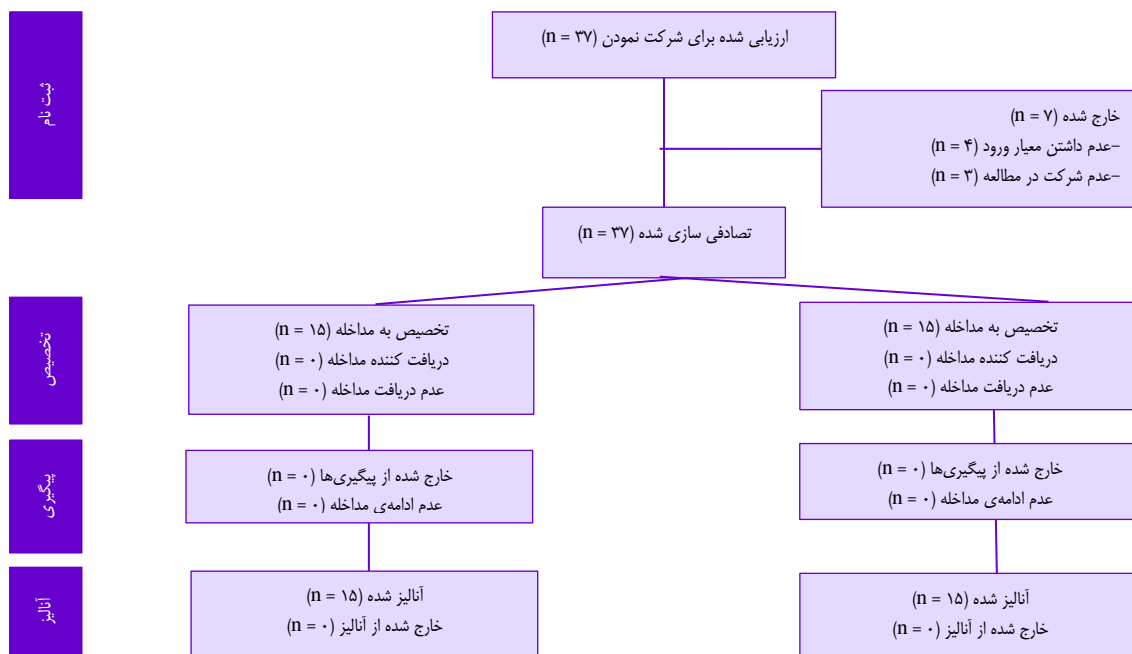 ثبت نام
ارزیابی شده برای شرکت نمودن (n = ۳۷)
خارج شده (n = ۷)
-عدم داشتن معیار ورود (n = ۴)
-عدم شرکت در مطالعه (n = ۳)
تصادفی سازی شده (n = ۳۷)
تخصیص
تخصیص به مداخله (n = ۱۵)
دریافت کننده مداخله (n = ۰)
عدم دریافت مداخله (n = ۰)
تخصیص به مداخله (n = ۱۵)
دریافت کننده مداخله (n = ۰)
عدم دریافت مداخله (n = ۰)
پیگیری
خارج شده از پیگیری‌ها (n = ۰)
عدم ادامه‌ی مداخله (n = ۰)
خارج شده از پیگیری‌ها (n = ۰)
عدم ادامه‌ی مداخله (n = ۰)
آنالیز
آنالیز شده (n = ۱۵)
خارج شده از آنالیز (n = ۰)
آنالیز شده (n = ۱۵)
خارج شده از آنالیز (n = ۰)